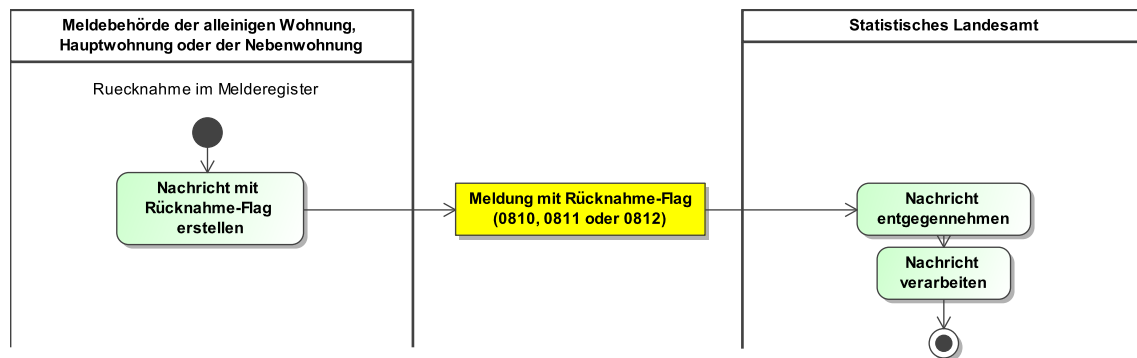 Meldebehörde der alleinigen Wohnung,
Hauptwohnung oder der Nebenwohnung
Statistisches Landesamt
Ruecknahme im Melderegister
Nachricht mit
Rücknahme-Flag
erstellen
Meldung mit Rücknahme-Flag
(0810, 0811 oder 0812)
Nachricht
entgegennehmen
Nachricht
verarbeiten